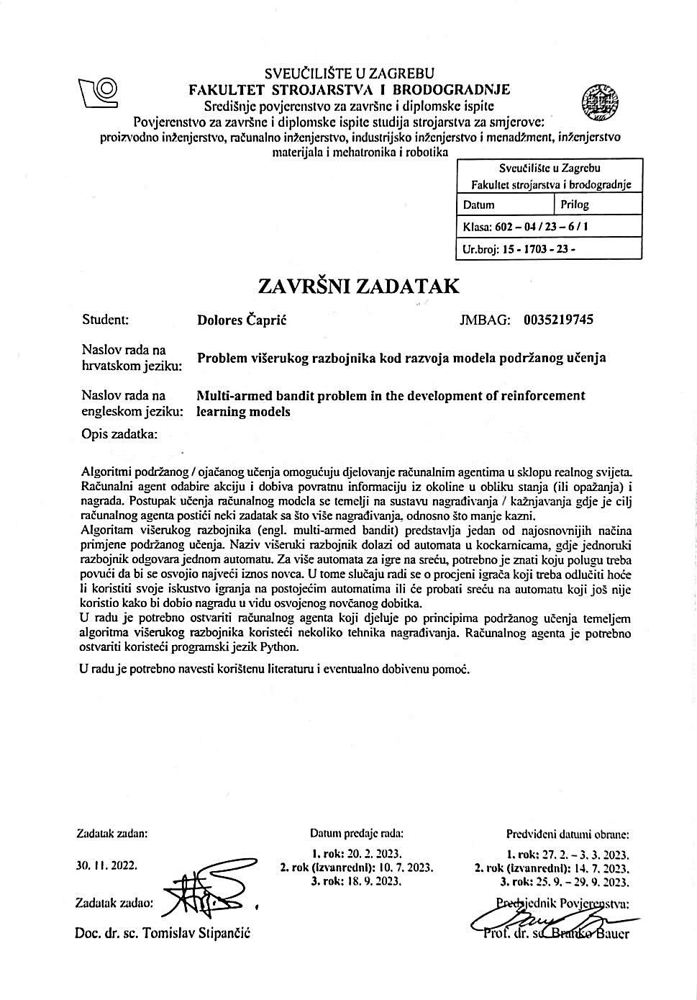 SVEUČILIŠTE U ZAGREBU
FAKULTET STROJARSTVA I BRODOGRADNJE
Središnje povjerenstvo za završne i diplomske ispite
Povjerenstvo za završne i diplomske ispite studija strojarstva za smjerove:
proizvodno inženjerstvo, računalno inženjerstvo, industrijsko inženjerstvo i menadžment, inženjerstvo
materijala i mehatronika i robotika
Sveučilište u Zagrebu
Fakultet strojarstva i brodogradnje
Datum Prilog
Klasa: 602 – 04 / 23 – 6 / 1
Ur.broj: 15 - 1703 - 23 -
ZAVRŠNI ZADATAK
Student: Dolores Čaprić JMBAG: 0035219745
Naslov rada na
hrvatskom jeziku: Problem višerukog razbojnika kod razvoja modela podržanog učenja
Naslov rada na Multi-armed bandit problem in the development of reinforcement
engleskom jeziku: learning models
Opis zadatka:
Algoritmi podržanog / ojačanog učenja omogućuju djelovanje računalnim agentima u sklopu realnog svijeta.
Računalni agent odabire akciju i dobiva povratnu informaciju iz okoline u obliku stanja (ili opažanja) i
nagrada. Postupak učenja računalnog modela se temelji na sustavu nagrađivanja / kažnjavanja gdje je cilj
računalnog agenta postići neki zadatak sa što više nagrađivanja, odnosno što manje kazni.
Algoritam višerukog razbojnika (engl. multi-armed bandit) predstavlja jedan od najosnovnijih načina
primjene podržanog učenja. Naziv višeruki razbojnik dolazi od automata u kockarnicama, gdje jednoruki
razbojnik odgovara jednom automatu. Za više automata za igre na sreću, potrebno je znati koju polugu treba
povući da bi se osvojio najveći iznos novca. U tome slučaju radi se o procjeni igrača koji treba odlučiti hoće
li koristiti svoje iskustvo igranja na postojećim automatima ili će probati sreću na automatu koji još nije
koristio kako bi dobio nagradu u vidu osvojenog novčanog dobitka.
U radu je potrebno ostvariti računalnog agenta koji djeluje po principima podržanog učenja temeljem
algoritma višerukog razbojnika koristeći nekoliko tehnika nagrađivanja. Računalnog agenta je potrebno
ostvariti koristeći programski jezik Python.
U radu je potrebno navesti korištenu literaturu i eventualno dobivenu pomoć.
Zadatak zadan: Datum predaje rada: Predviđeni datumi obrane:
30. 11. 2022. 1. rok: 20. 2. 2023. 1. rok: 27. 2. – 3. 3. 2023.
2. rok (izvanredni): 10. 7. 2023. 2. rok (izvanredni): 14. 7. 2023.
3. rok: 18. 9. 2023. 3. rok: 25. 9. – 29. 9. 2023.
Zadatak zadao: Predsjednik Povjerenstva:
Doc. dr. sc. Tomislav Stipančić Prof. dr. sc. Branko Bauer